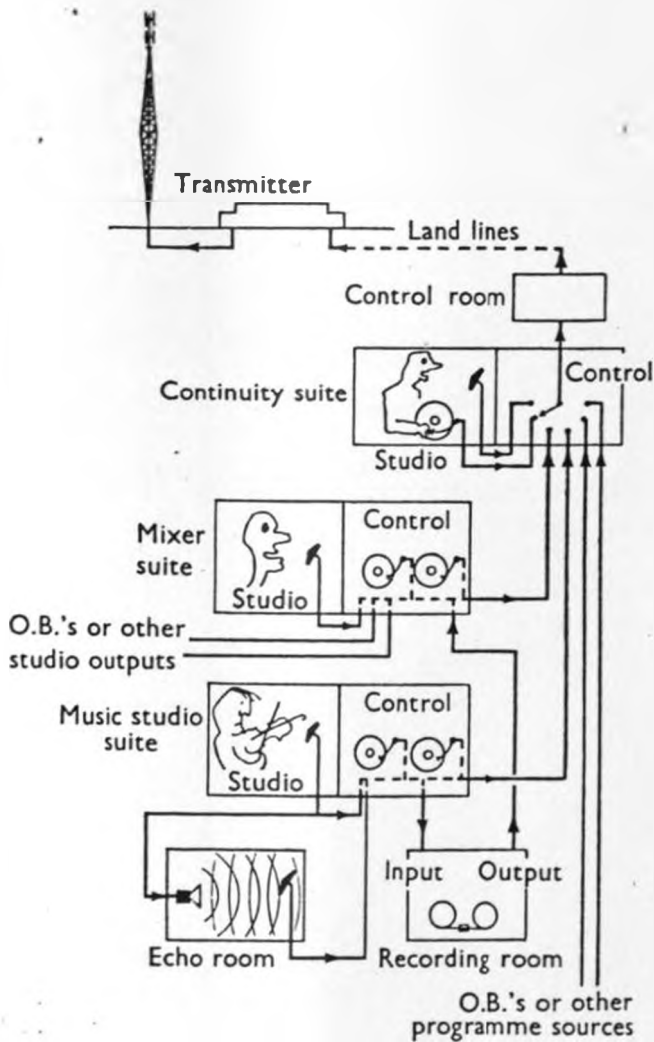 Transmitter
Land lines
Control room
Control
Continuity suite
Studio
Control
Mixer
suite
Studio
O.B.'s or other
studio outputs
Control
Music studio
suite
Studio
Input Output
Echo room
Recording room
O.B.'s or other
programme sources